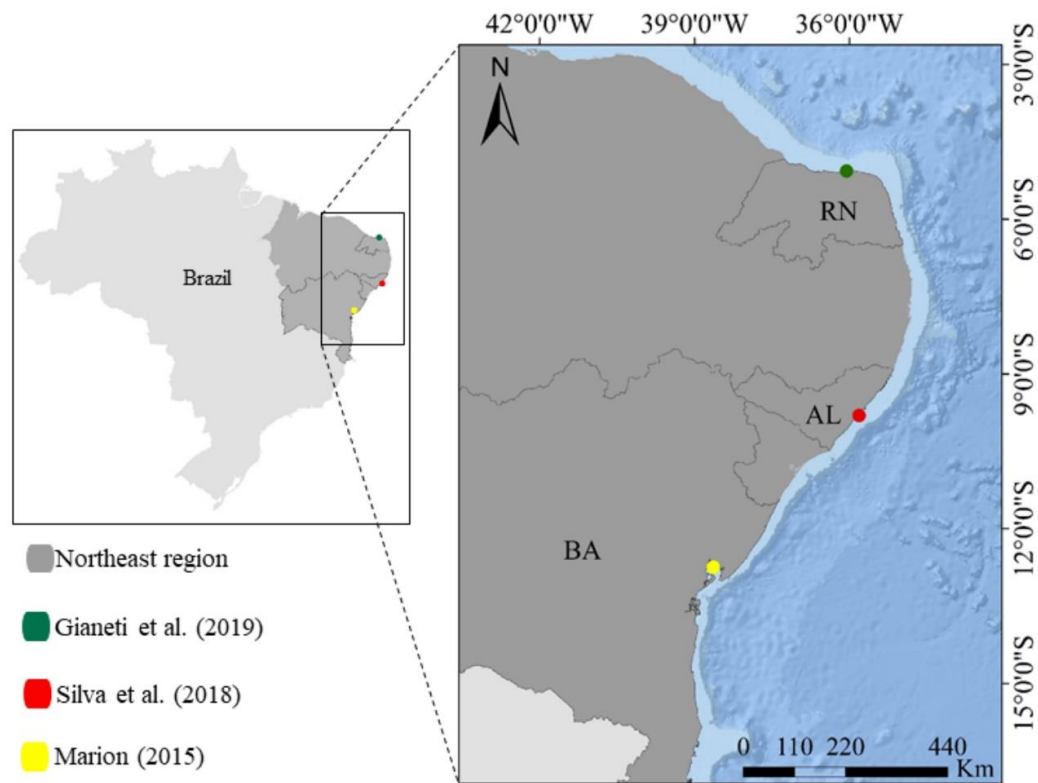 42°0'0"W 39°0'0"W 36°0'0"W
N
3°0'0"S
RN
6°0'0"S
Brazil
9°0'0"S
AL
12°0'0"S
BA
15°0'0"S
Northeast region
Gianeti et al. (2019)
Silva et al. (2018)
Marion (2015)
0 110 220 440
Km